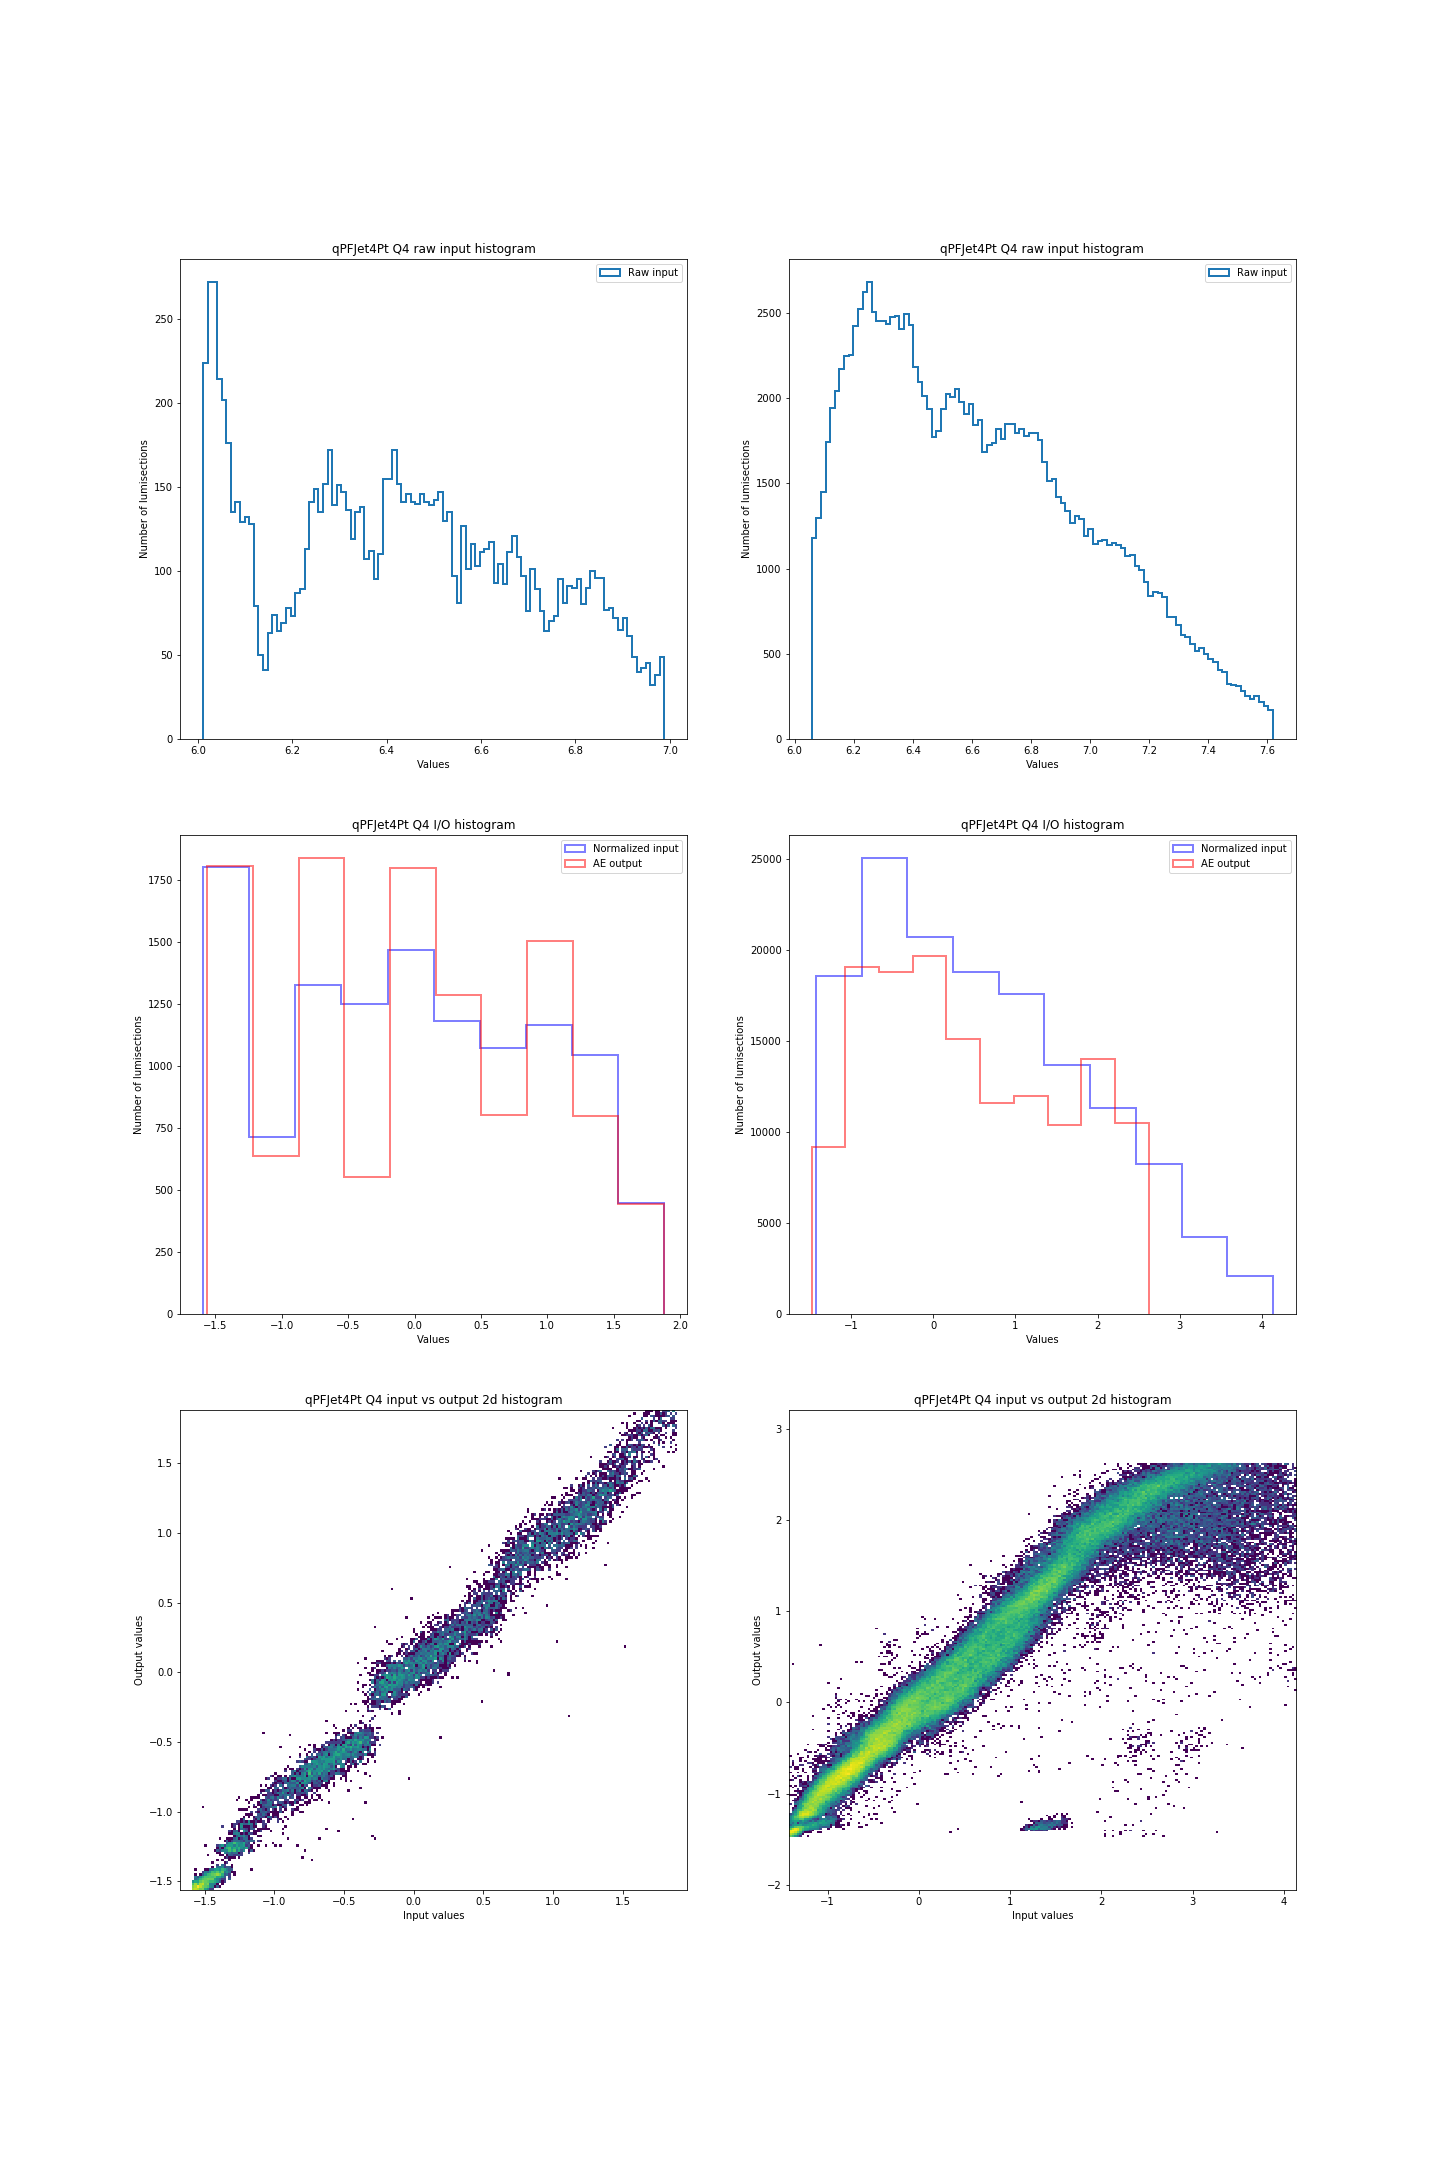 qPFJet4Pt Q4 raw input histogram
Raw input
Number of lumisections
250
200
150
100
50
0
6.0 6.2 6.4 6.6 6.8 7.0
Values
qPFJet4Pt Q4 raw input histogram
Raw input
Number of lumisections
2500
2000
1500
1000
500
0
6.0 6.2 6.4 6.6 6.8 7.0 7.2 7.4 7.6
Values
qPFJet4Pt Q4 I/O histogram
Normalized input
AE output
Number of lumisections
1750
1500
1250
1000
750
500
250
0
−1.5 −1.0 −0.5 0.0 0.5 1.0 1.5 2.0
Values
qPFJet4Pt Q4 I/O histogram
Normalized input
AE output
Number of lumisections
25000
20000
15000
10000
5000
0
−1 0 1 2 3 4
Values
qPFJet4Pt Q4 input vs output 2d histogram
Output values
1.5
1.0
0.5
0.0
−0.5
−1.0
−1.5
−1.5 −1.0 −0.5 0.0 0.5 1.0 1.5
Input values
qPFJet4Pt Q4 input vs output 2d histogram
Output values
3
2
1
0
−1
−2
−1 0 1 2 3 4
Input values